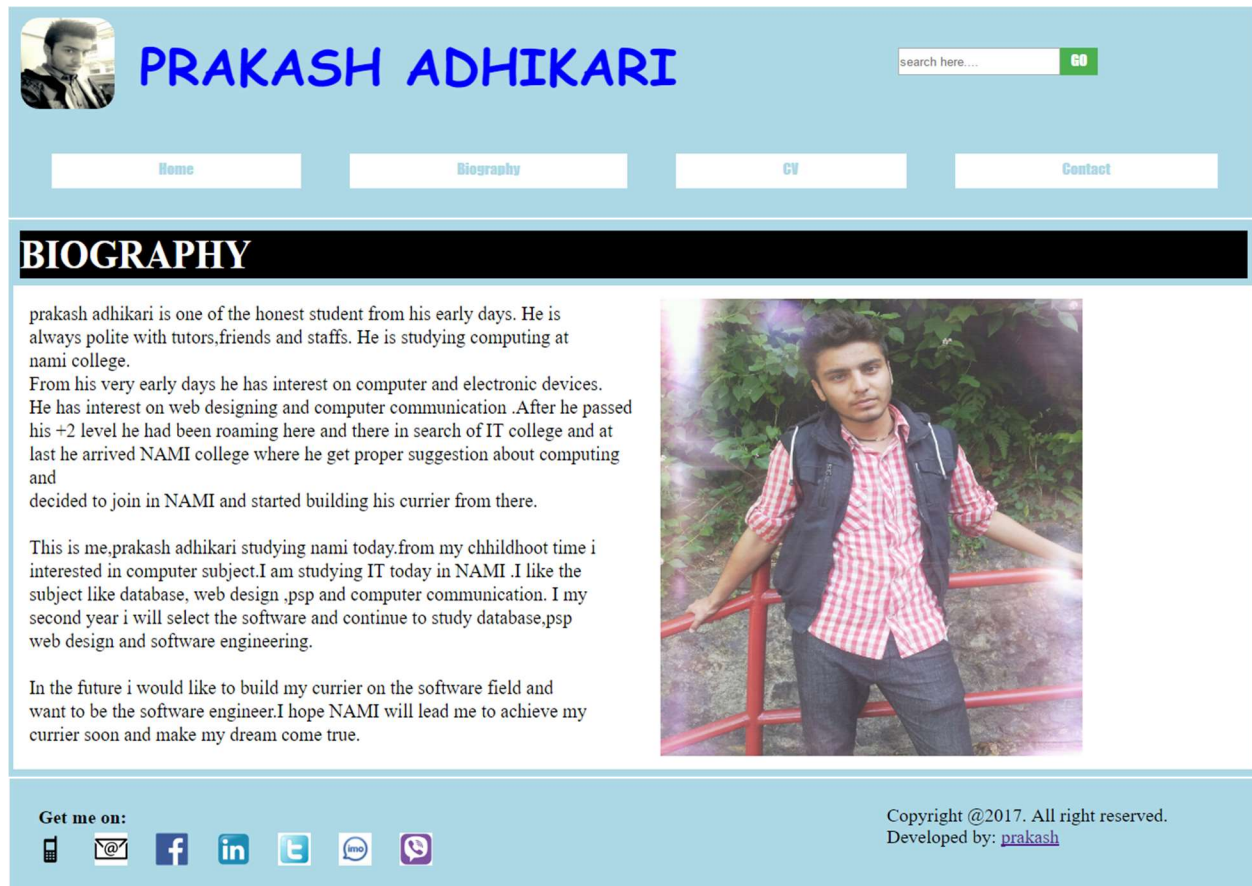 PRAKASH ADHIKARI
search here.... GO
Home Biography CV Contact
BIOGRAPHY
prakash adhikari is one of the honest student from his early days. He is
always polite with tutors,friends and staffs. He is studying computing at
nami college.
From his very early days he has interest on computer and electronic devices.
He has interest on web designing and computer communication .After he passed
his +2 level he had been roaming here and there in search of IT college and at
last he arrived NAMI college where he get proper suggestion about computing
and
decided to join in NAMI and started building his currier from there.
This is me,prakash adhikari studying nami today.from my chhildhoot time i
interested in computer subject.I am studying IT today in NAMI .I like the
subject like database, web design ,psp and computer communication. I my
second year i will select the software and continue to study database,psp
web design and software engineering.
In the future i would like to build my currier on the software field and
want to be the software engineer.I hope NAMI will lead me to achieve my
currier soon and make my dream come true.
Get me on:
@ f in t imo
Copyright @2017. All right reserved.
Developed by: prakash